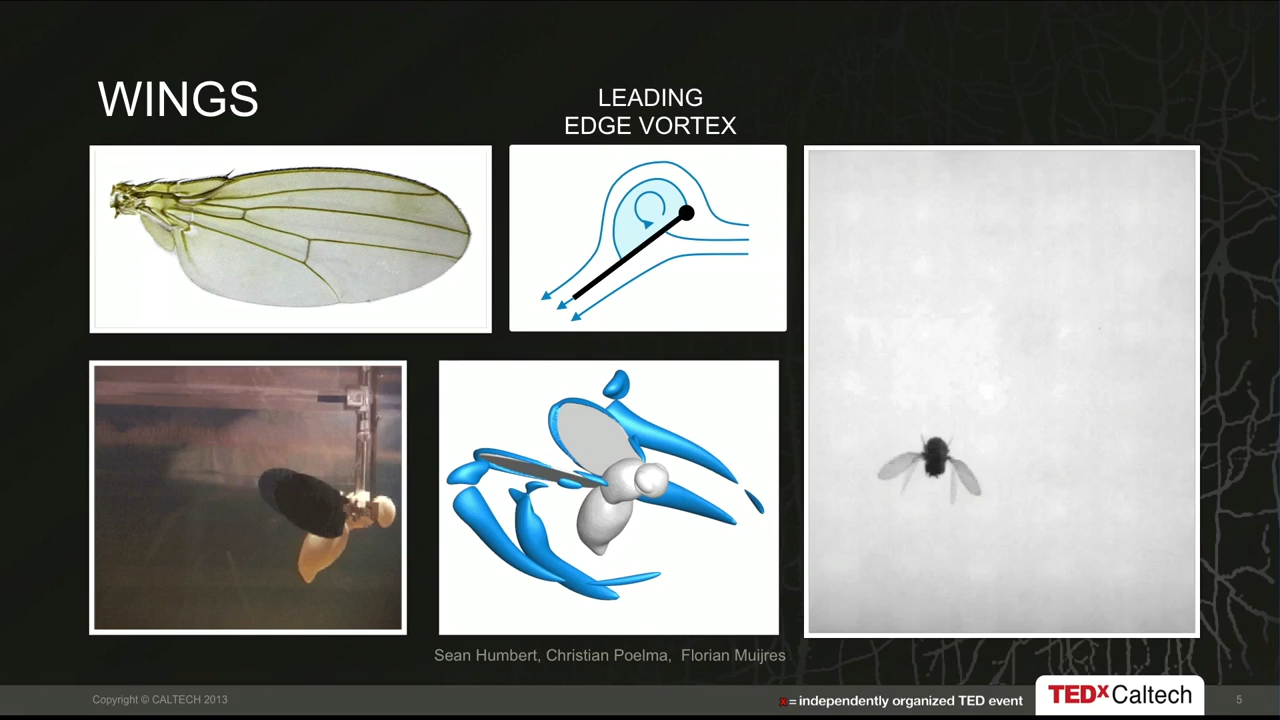 WINGS
LEADING
EDGE VORTEX
Sean Humbert, Christian Poelma, Florian Muijres
Copyright © CALTECH 2013
x = independently organized TED event
TEDxCaltech
5